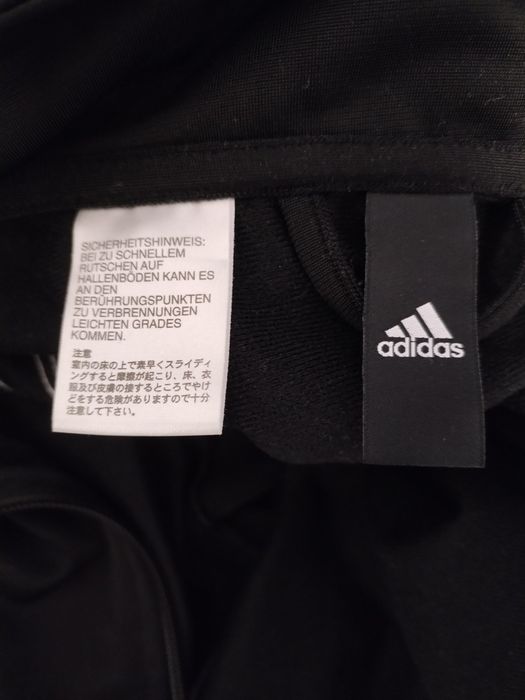 SICHERHEITSHINWEIS:
BEI ZU SCHNELLEM
RUTSCHEN AUF
HALLENBÖDEN KANN ES
AN DEN
BERÜHRUNGSPUNKTEN
ZU VERBRENNUNGEN
LEICHTEN GRADES
KOMMEN.
注意
室内の床の上で素早くスライディ
ングすると摩擦が起こり、床、衣
服及び皮膚の接するところでやけ
どをする危険がありますので十分
注意して下さい。
adidas